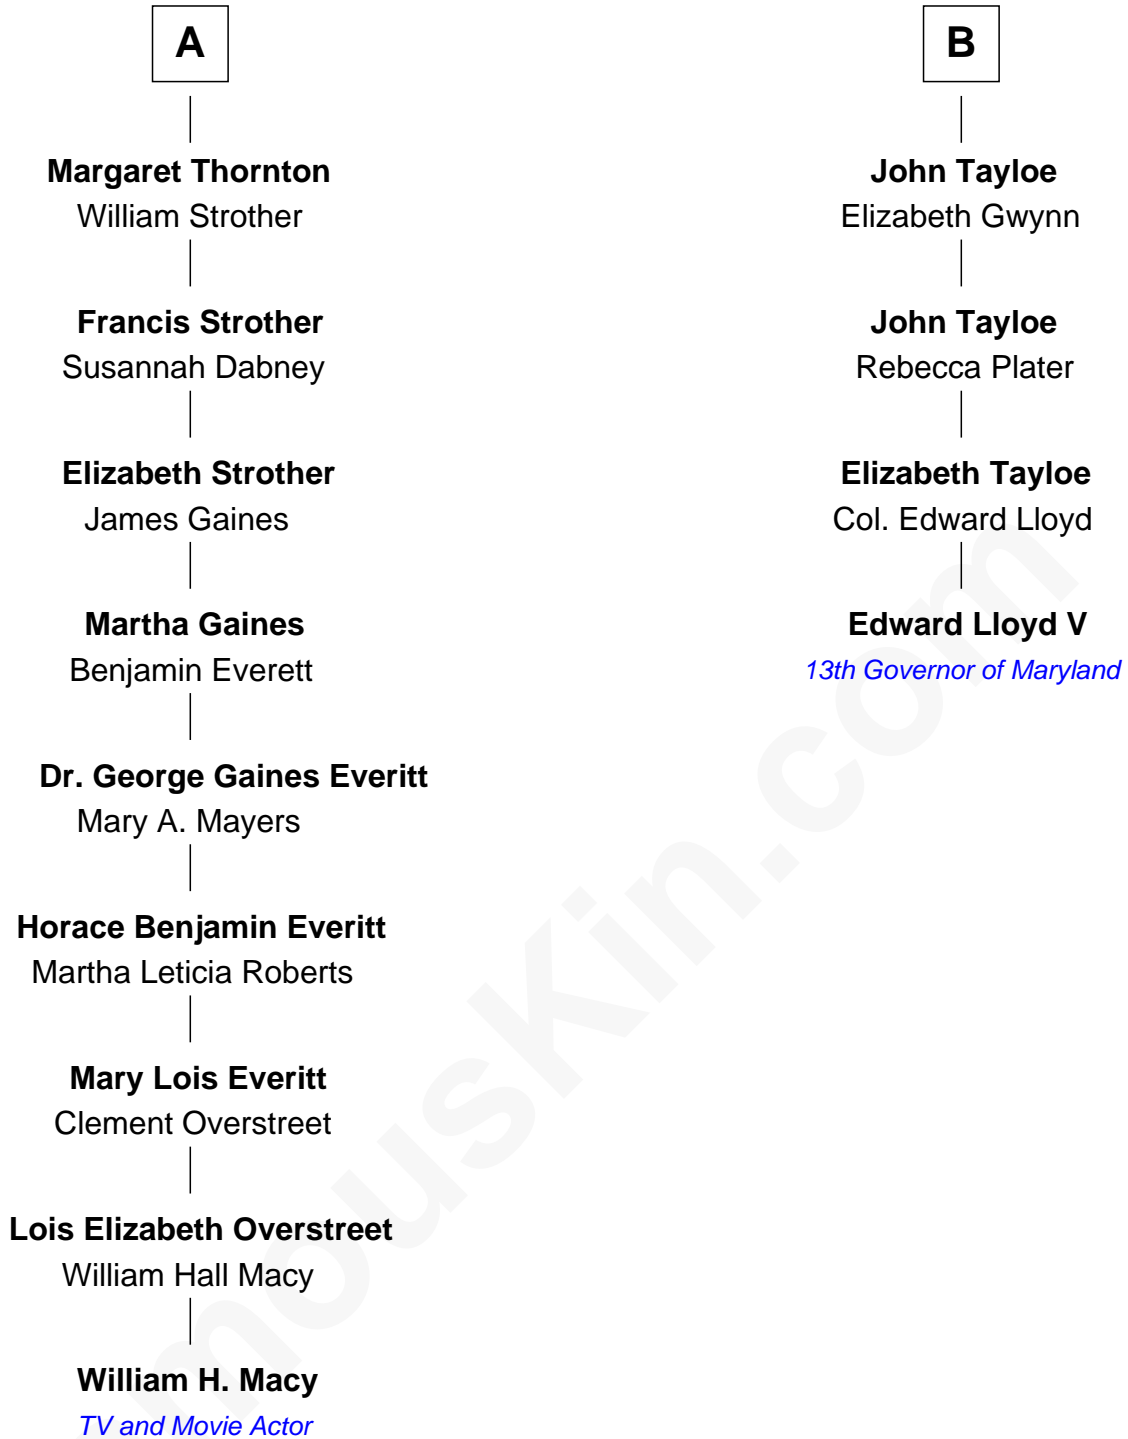 A
Margaret Thornton
William Strother
Francis Strother
Susannah Dabney
Elizabeth Strother
James Gaines
Martha Gaines
Benjamin Everett
Dr. George Gaines Everitt
Mary A. Mayers
Horace Benjamin Everitt
Martha Leticia Roberts
Mary Lois Everitt
Clement Overstreet
Lois Elizabeth Overstreet
William Hall Macy
William H. Macy
TV and Movie Actor
B
John Tayloe
Elizabeth Gwynn
John Tayloe
Rebecca Plater
Elizabeth Tayloe
Col. Edward Lloyd
Edward Lloyd V
13th Governor of Maryland
mouskin.com